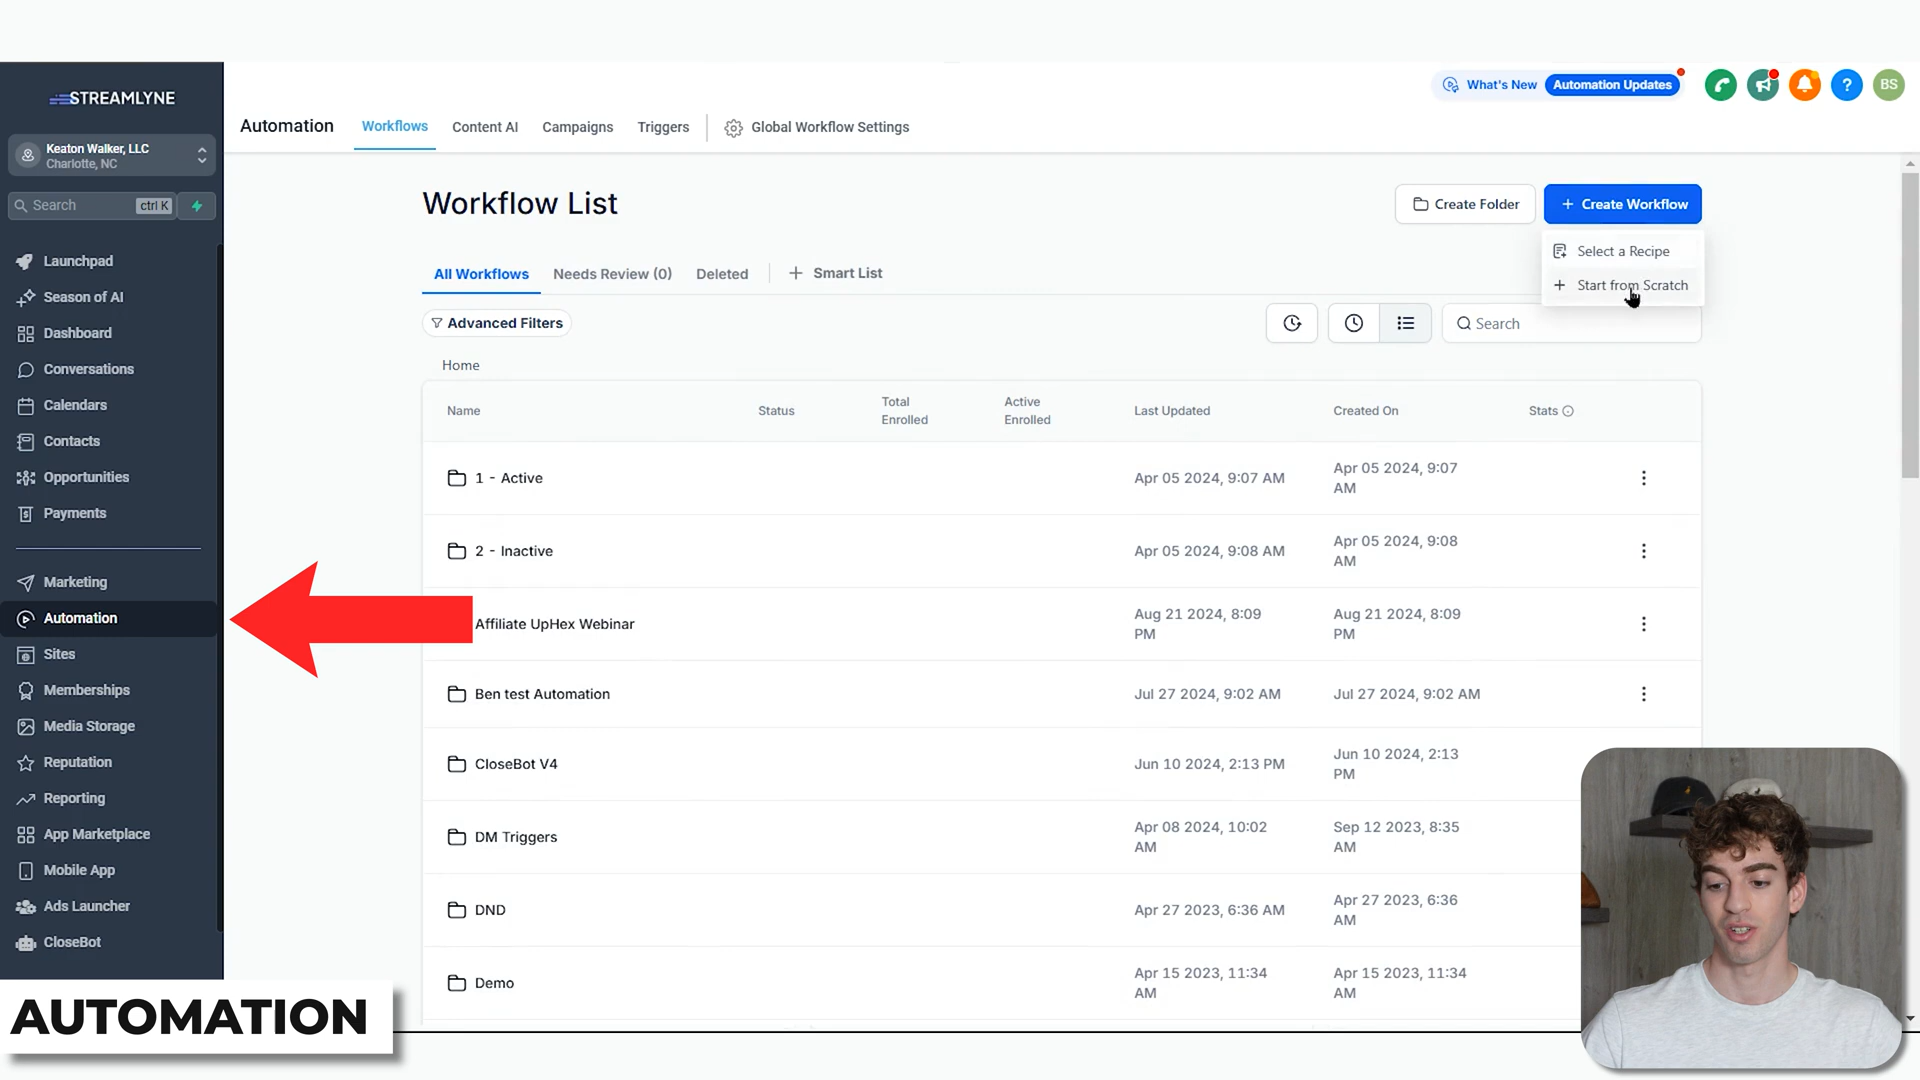 STREAMLYNE
Keaton Walker, LLC
Charlotte, NC
Search
ctrl K
Launchpad
Season of AI
Dashboard
Conversations
Calendars
Contacts
Opportunities
Payments
Marketing
Automation
Sites
Memberships
Media Storage
Reputation
Reporting
App Marketplace
Mobile App
Ads Launcher
CloseBot
AUTOMATION
What's New
Automation Updates
BS
Automation
Workflows
Content AI
Campaigns
Triggers
Global Workflow Settings
Workflow List
Create Folder
+ Create Workflow
Select a Recipe
+ Start from Scratch
All Workflows
Needs Review (0)
Deleted
+ Smart List
Advanced Filters
Search
Home
Name
Status
Total
Enrolled
Active
Enrolled
Last Updated
Created On
Stats
1 - Active
Apr 05 2024, 9:07 AM
Apr 05 2024, 9:07
AM
2 - Inactive
Apr 05 2024, 9:08 AM
Apr 05 2024, 9:08
AM
Affiliate UpHex Webinar
Aug 21 2024, 8:09
PM
Aug 21 2024, 8:09
PM
Ben test Automation
Jul 27 2024, 9:02 AM
Jul 27 2024, 9:02 AM
CloseBot V4
Jun 10 2024, 2:13 PM
Jun 10 2024, 2:13
PM
DM Triggers
Apr 08 2024, 10:02
AM
Sep 12 2023, 8:35
AM
DND
Apr 27 2023, 6:36 AM
Apr 27 2023, 6:36
AM
Demo
Apr 15 2023, 11:34
AM
Apr 15 2023, 11:34
AM